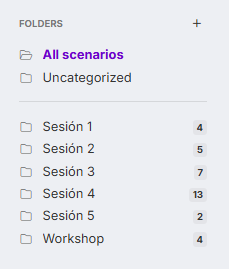 FOLDERS +
All scenarios
Uncategorized
Sesión 1 4
Sesión 2 5
Sesión 3 7
Sesión 4 13
Sesión 5 2
Workshop 4